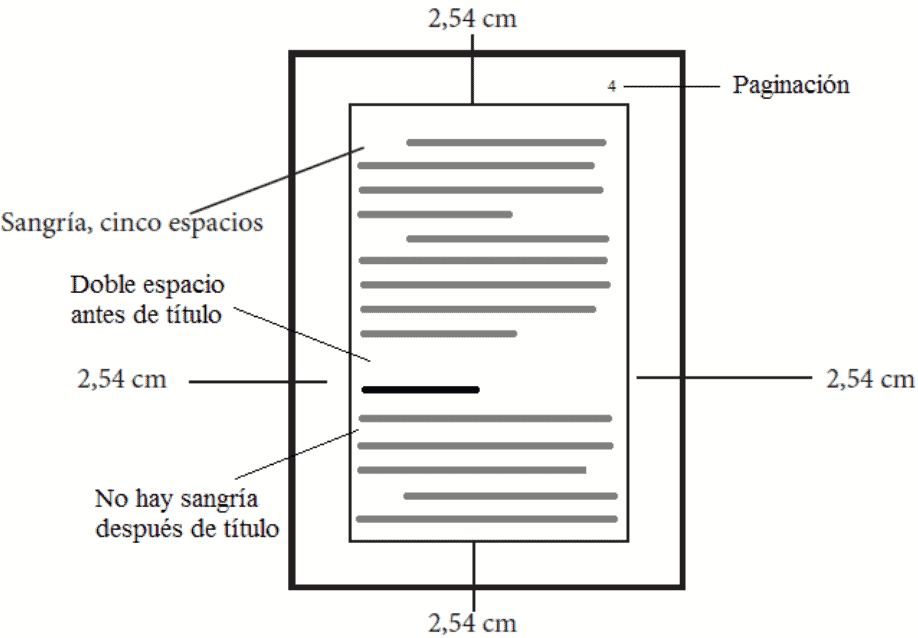 2,54 cm
4
Paginación
Sangría, cinco espacios
Doble espacio
antes de título
2,54 cm
2,54 cm
No hay sangría
después de título
2,54 cm